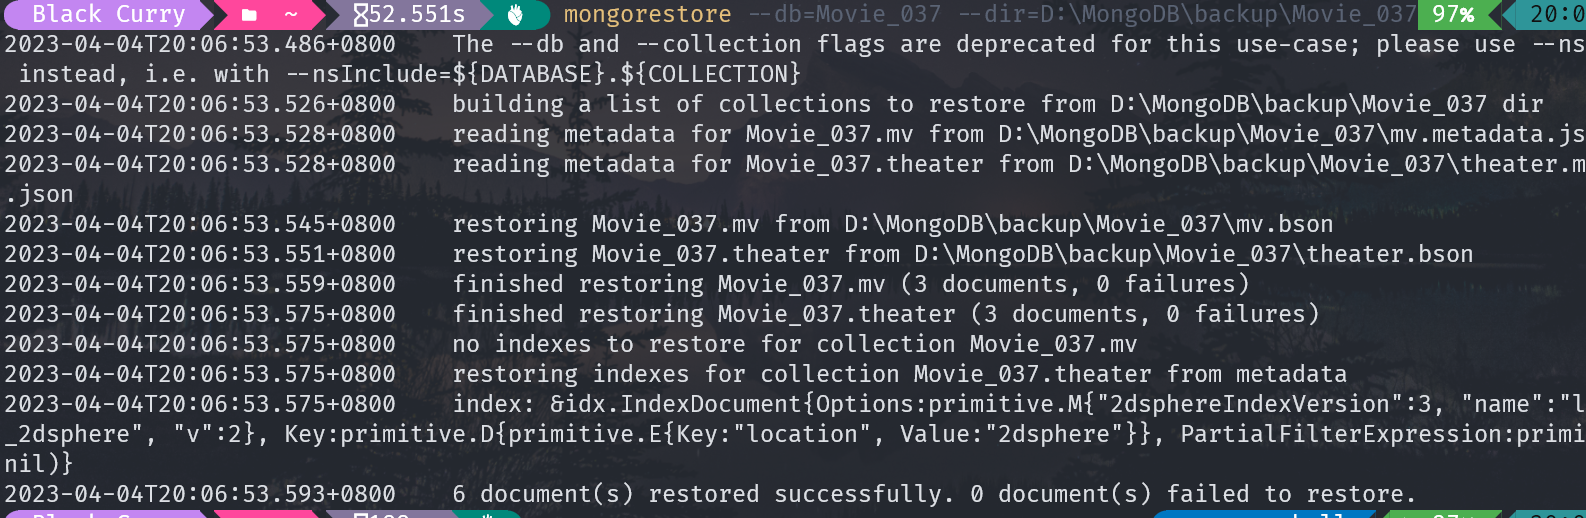 Black Curry ~ 52.551s mongorestore --db=Movie_037 --dir=D:\MongoDB\backup\Movie_037 97% 20:0
2023-04-04T20:06:53.486+0800 The --db and --collection flags are deprecated for this use-case; please use --ns
instead, i.e. with --nsInclude=${DATABASE}.${COLLECTION}
2023-04-04T20:06:53.526+0800 building a list of collections to restore from D:\MongoDB\backup\Movie_037 dir
2023-04-04T20:06:53.528+0800 reading metadata for Movie_037.mv from D:\MongoDB\backup\Movie_037\mv.metadata.js
2023-04-04T20:06:53.528+0800 reading metadata for Movie_037.theater from D:\MongoDB\backup\Movie_037\theater.m
.json
2023-04-04T20:06:53.545+0800 restoring Movie_037.mv from D:\MongoDB\backup\Movie_037\mv.bson
2023-04-04T20:06:53.551+0800 restoring Movie_037.theater from D:\MongoDB\backup\Movie_037\theater.bson
2023-04-04T20:06:53.559+0800 finished restoring Movie_037.mv (3 documents, 0 failures)
2023-04-04T20:06:53.575+0800 finished restoring Movie_037.theater (3 documents, 0 failures)
2023-04-04T20:06:53.575+0800 no indexes to restore for collection Movie_037.mv
2023-04-04T20:06:53.575+0800 restoring indexes for collection Movie_037.theater from metadata
2023-04-04T20:06:53.575+0800 index: &idx.IndexDocument{Options:primitive.M{"2dsphereIndexVersion":3, "name":"l
_2dsphere", "v":2}, Key:primitive.D{primitive.E{Key:"location", Value:"2dsphere"}}, PartialFilterExpression:primi
nil)}
2023-04-04T20:06:53.593+0800 6 document(s) restored successfully. 0 document(s) failed to restore.